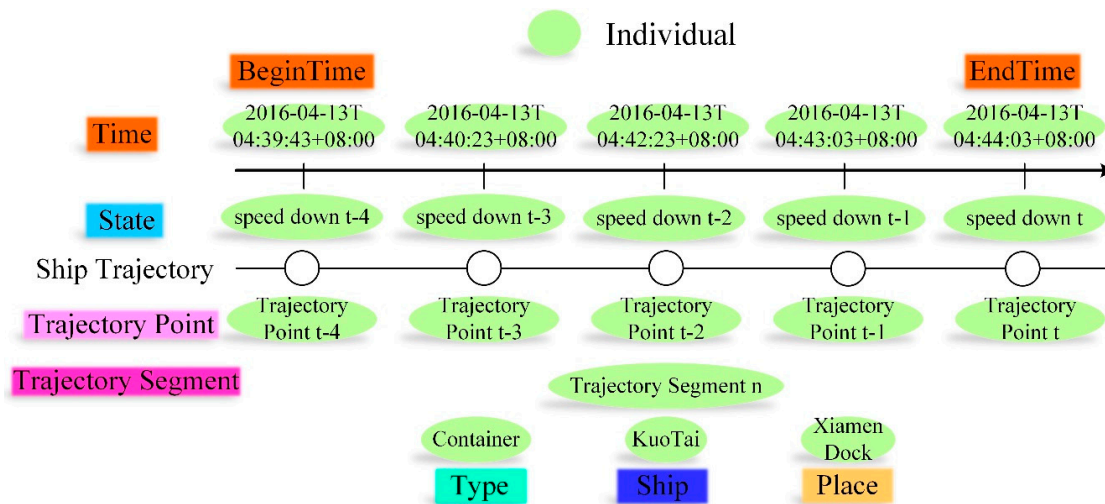 Individual
BeginTime
EndTime
Time
2016-04-13T
04:39:43+08:00
2016-04-13T
04:40:23+08:00
2016-04-13T
04:42:23+08:00
2016-04-13T
04:43:03+08:00
2016-04-13T
04:44:03+08:00
State
speed down t-4
speed down t-3
speed down t-2
speed down t-1
speed down t
Ship Trajectory
Trajectory Point
Trajectory
Point t-4
Trajectory
Point t-3
Trajectory
Point t-2
Trajectory
Point t-1
Trajectory
Point t
Trajectory Segment
Trajectory Segment n
Container
KuoTai
Xiamen
Dock
Type
Ship
Place